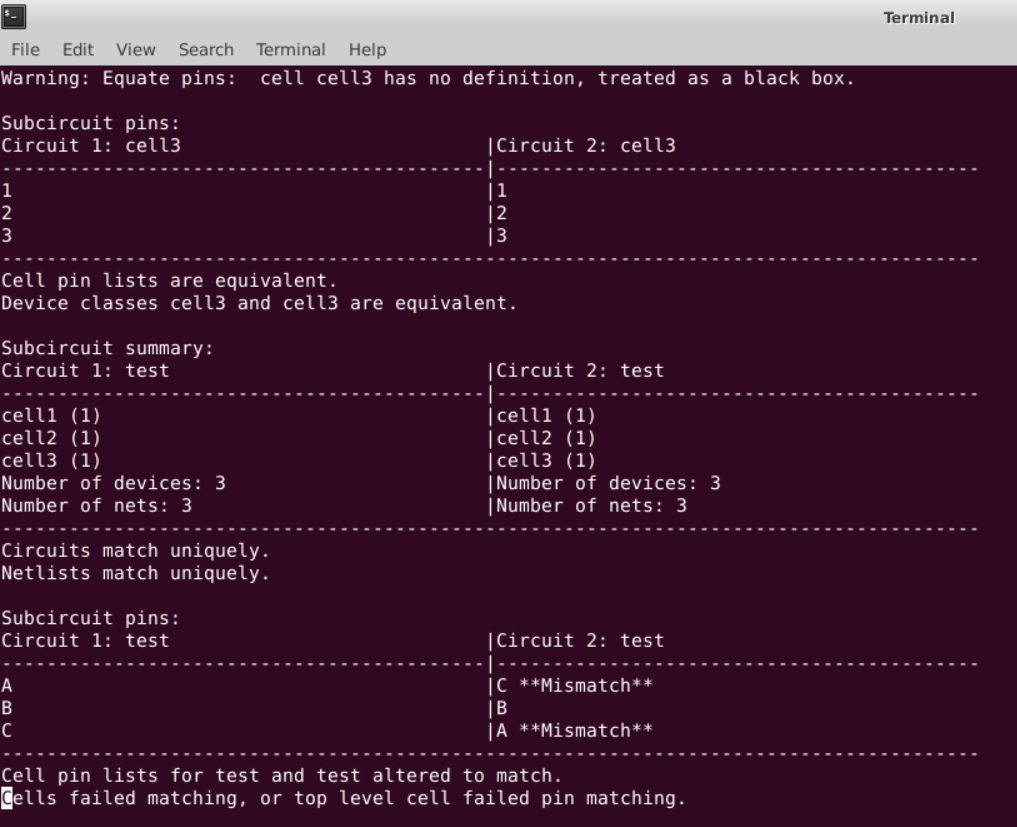 Terminal
File Edit View Search Terminal Help
Warning: Equate pins:  cell cell3 has no definition, treated as a black box.
Subcircuit pins:
Circuit 1: cell3                           |Circuit 2: cell3
-------------------------------------------|-------------------------------------------
1                                          |1
2                                          |2
3                                          |3
---------------------------------------------------------------------------------------
Cell pin lists are equivalent.
Device classes cell3 and cell3 are equivalent.
Subcircuit summary:
Circuit 1: test                            |Circuit 2: test
-------------------------------------------|-------------------------------------------
cell1 (1)                                  |cell1 (1)
cell2 (1)                                  |cell2 (1)
cell3 (1)                                  |cell3 (1)
Number of devices: 3                       |Number of devices: 3
Number of nets: 3                          |Number of nets: 3
---------------------------------------------------------------------------------------
Circuits match uniquely.
Netlists match uniquely.
Subcircuit pins:
Circuit 1: test                            |Circuit 2: test
-------------------------------------------|-------------------------------------------
A                                          |C **Mismatch**
B                                          |B
C                                          |A **Mismatch**
---------------------------------------------------------------------------------------
Cell pin lists for test and test altered to match.
Cells failed matching, or top level cell failed pin matching.